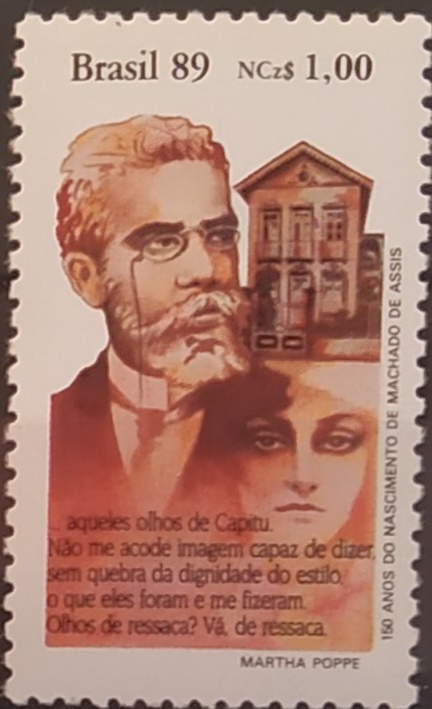 Brasil 89 NCz$ 1,00
150 ANOS DO NASCIMENTO DE MACHADO DE ASSIS
... aqueles olhos de Capitu.
Não me acode imagem capaz de dizer,
sem quebra da dignidade do estilo,
o que eles foram e me fizeram.
Olhos de ressaca? Vá, de ressaca.
MARTHA POPPE